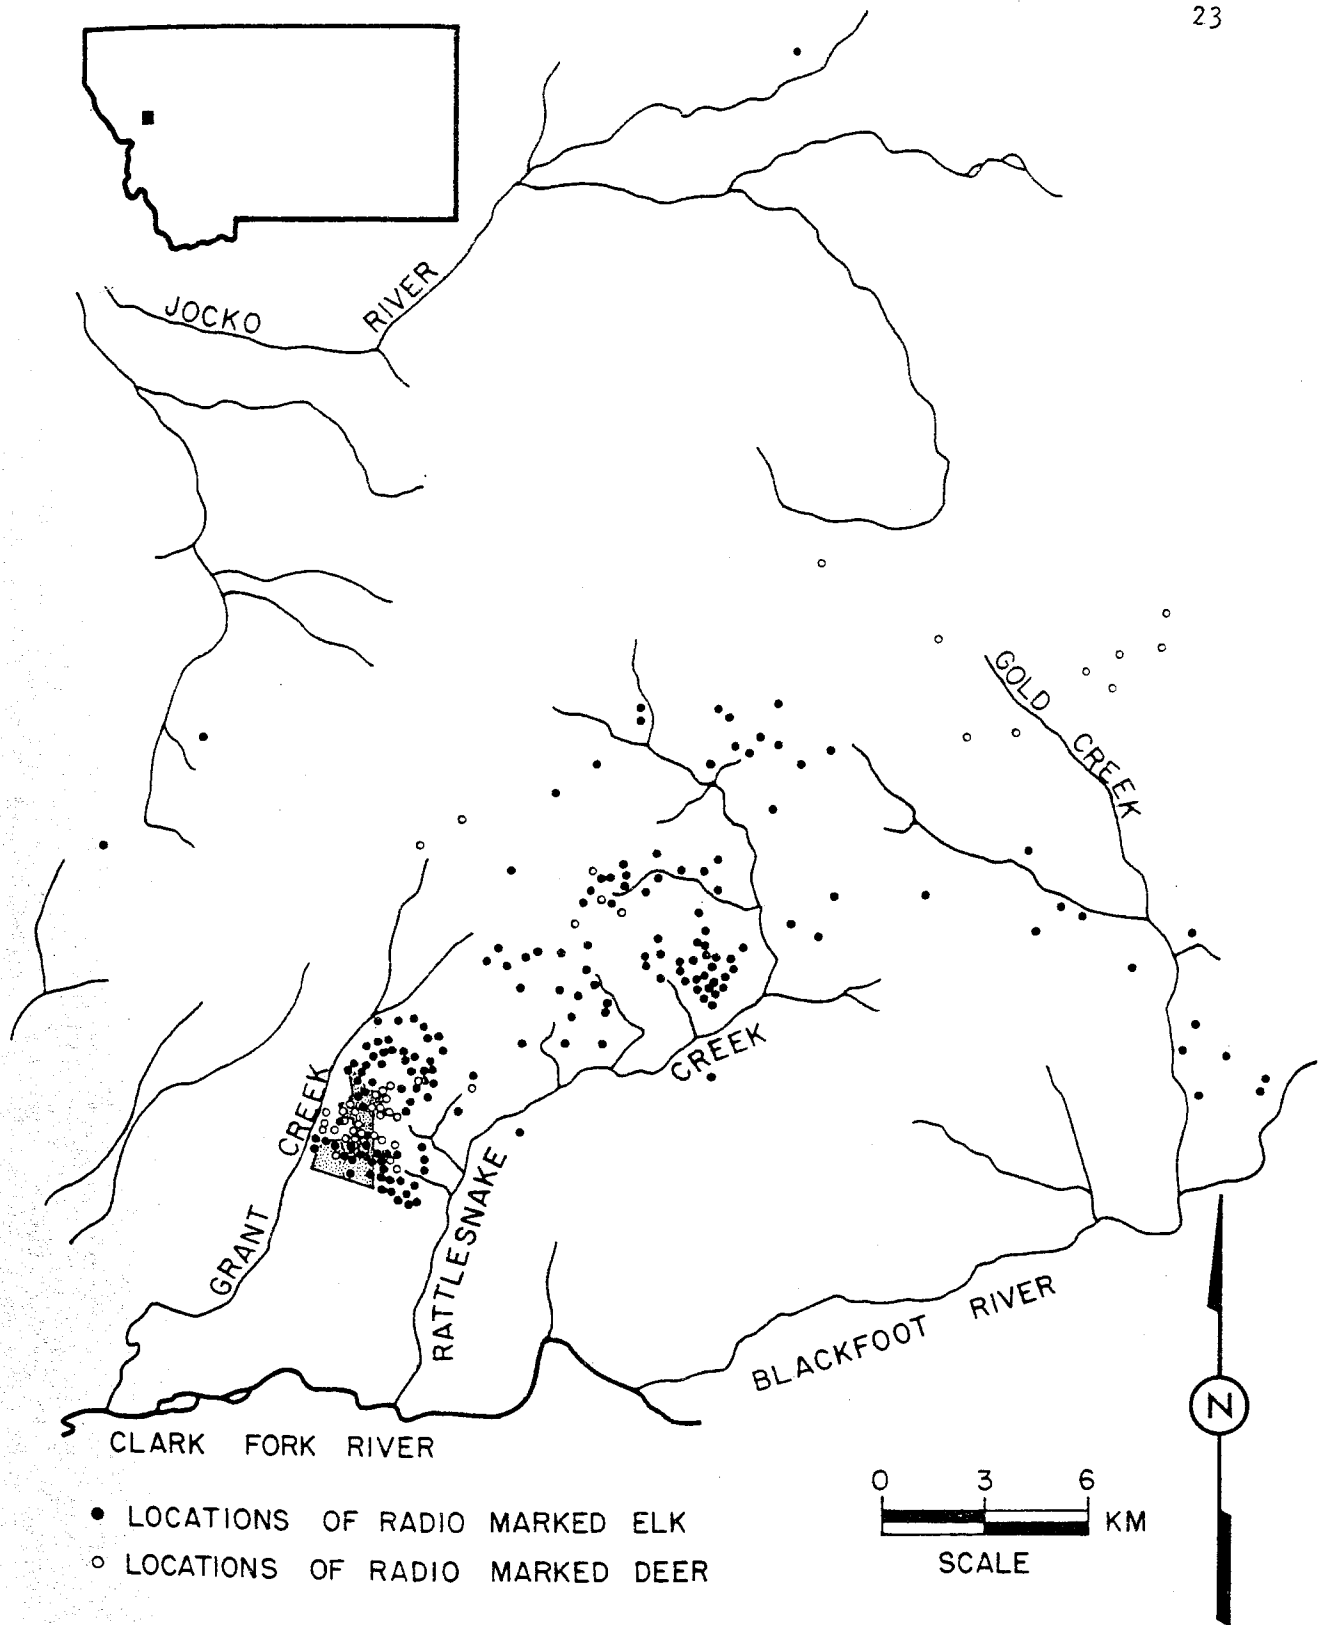 23
JOCKO RIVER
GOLD CREEK
CREEK
GRANT CREEK
RATTLESNAKE
BLACKFOOT RIVER
N
CLARK FORK RIVER
0 3 6
KM
SCALE
LOCATIONS OF RADIO MARKED ELK
LOCATIONS OF RADIO MARKED DEER